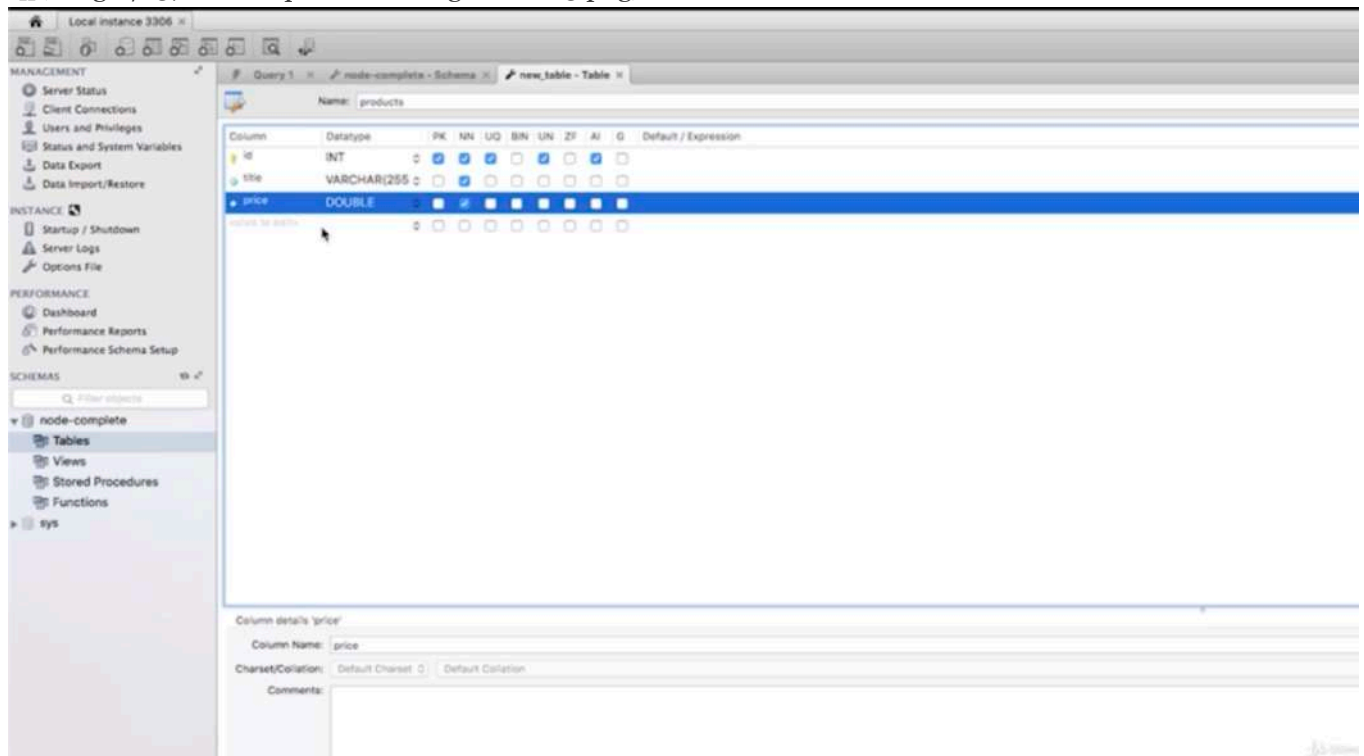 Local instance 3306
MANAGEMENT
Server Status
Client Connections
Users and Privileges
Status and System Variables
Data Export
Data Import/Restore
INSTANCE
Startup / Shutdown
Server Logs
Options File
PERFORMANCE
Dashboard
Performance Reports
Performance Schema Setup
SCHEMAS
Filter objects
node-complete
Tables
Views
Stored Procedures
Functions
sys
Query 1 node-complete - Schema new_table - Table
Name: products
Column Datatype PK NN UQ BIN UN ZF AI G Default / Expression
id INT
title VARCHAR(255
price DOUBLE
Column details 'price'
Column Name: price
Charset/Collation: Default Charset Default Collation
Comments: